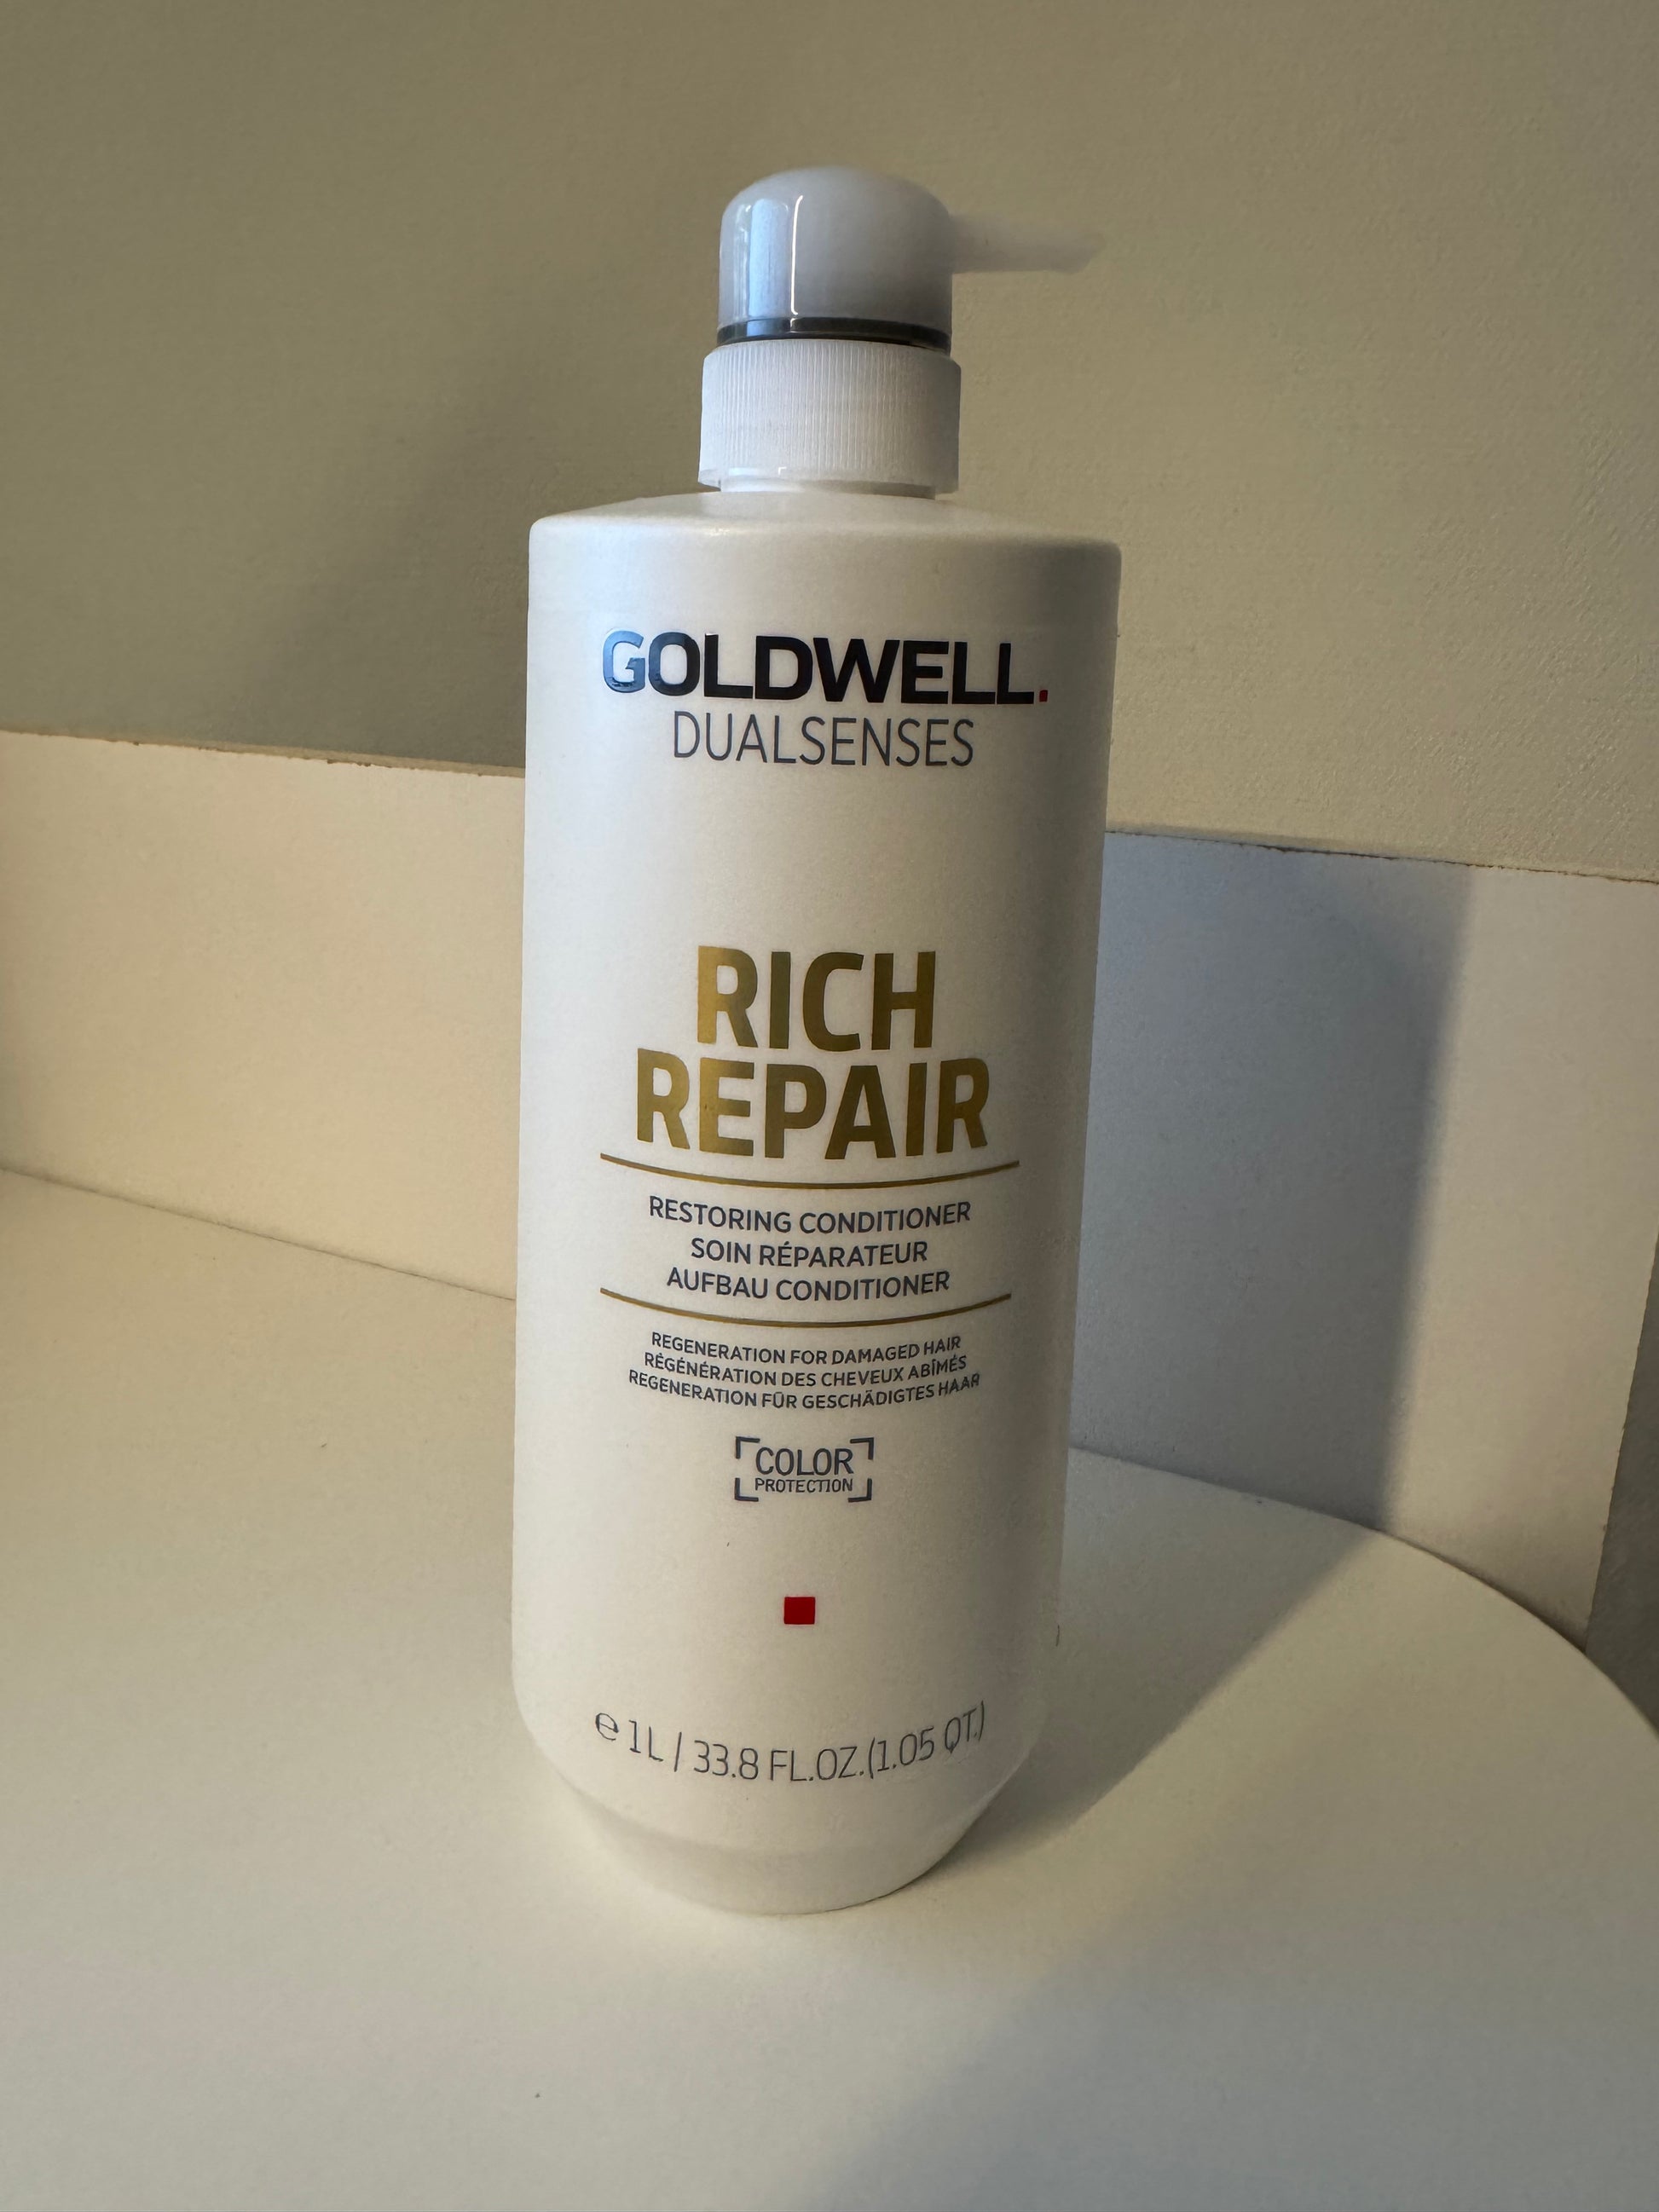 GOLDWELL.
DUALSENSES
RICH
REPAIR
RESTORING CONDITIONER
SOIN RÉPARATEUR
AUFBAU CONDITIONER
REGENERATION FOR DAMAGED HAIR
RÉGÉNÉRATION DES CHEVEUX ABÎMÉS
REGENERATION FÜR GESCHÄDIGTES HAAR
COLOR
PROTECTION
℮ 1L / 33.8 FL.OZ.(1.05 QT.)